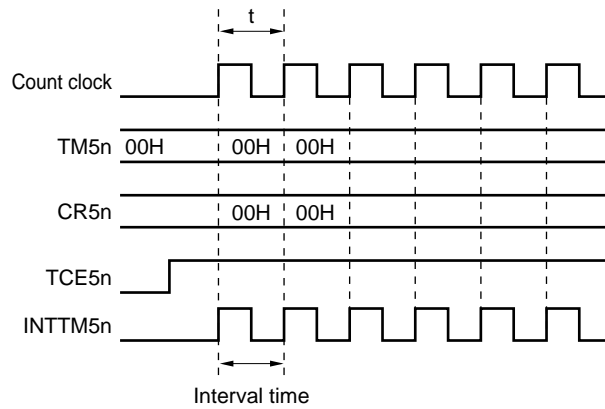 t
Count clock
TM5n 00H 00H 00H
CR5n 00H 00H
TCE5n
INTTM5n
Interval time